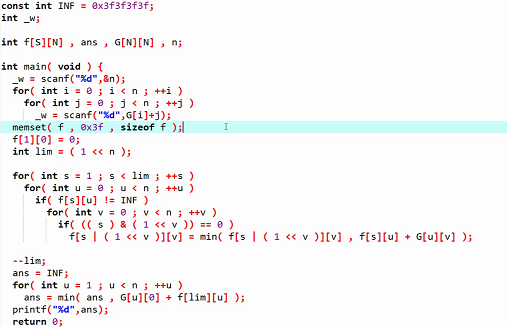 const int INF = 0x3f3f3f3f;
int _w;
int f[S][N] , ans , G[N][N] , n;
int main( void ) {
_w = scanf("%d",&n);
for( int i = 0 ; i < n ; ++i )
for( int j = 0 ; j < n ; ++j )
_w = scanf("%d",G[i]+j);
memset( f , 0x3f , sizeof f );
f[1][0] = 0;
int lim = ( 1 << n );
for( int s = 1 ; s < lim ; ++s )
for( int u = 0 ; u < n ; ++u )
if( f[s][u] != INF )
for( int v = 0 ; v < n ; ++v )
if( (( s ) & ( 1 << v )) == 0 )
f[s | ( 1 << v )][v] = min( f[s | ( 1 << v )][v] , f[s][u] + G[u][v] );
--lim;
ans = INF;
for( int u = 1 ; u < n ; ++u )
ans = min( ans , G[u][0] + f[lim][u] );
printf("%d",ans);
return 0;